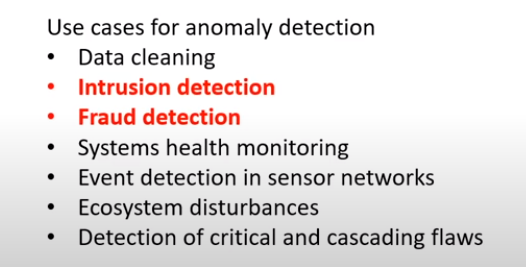 Use cases for anomaly detection
• Data cleaning
• Intrusion detection
• Fraud detection
• Systems health monitoring
• Event detection in sensor networks
• Ecosystem disturbances
• Detection of critical and cascading flaws